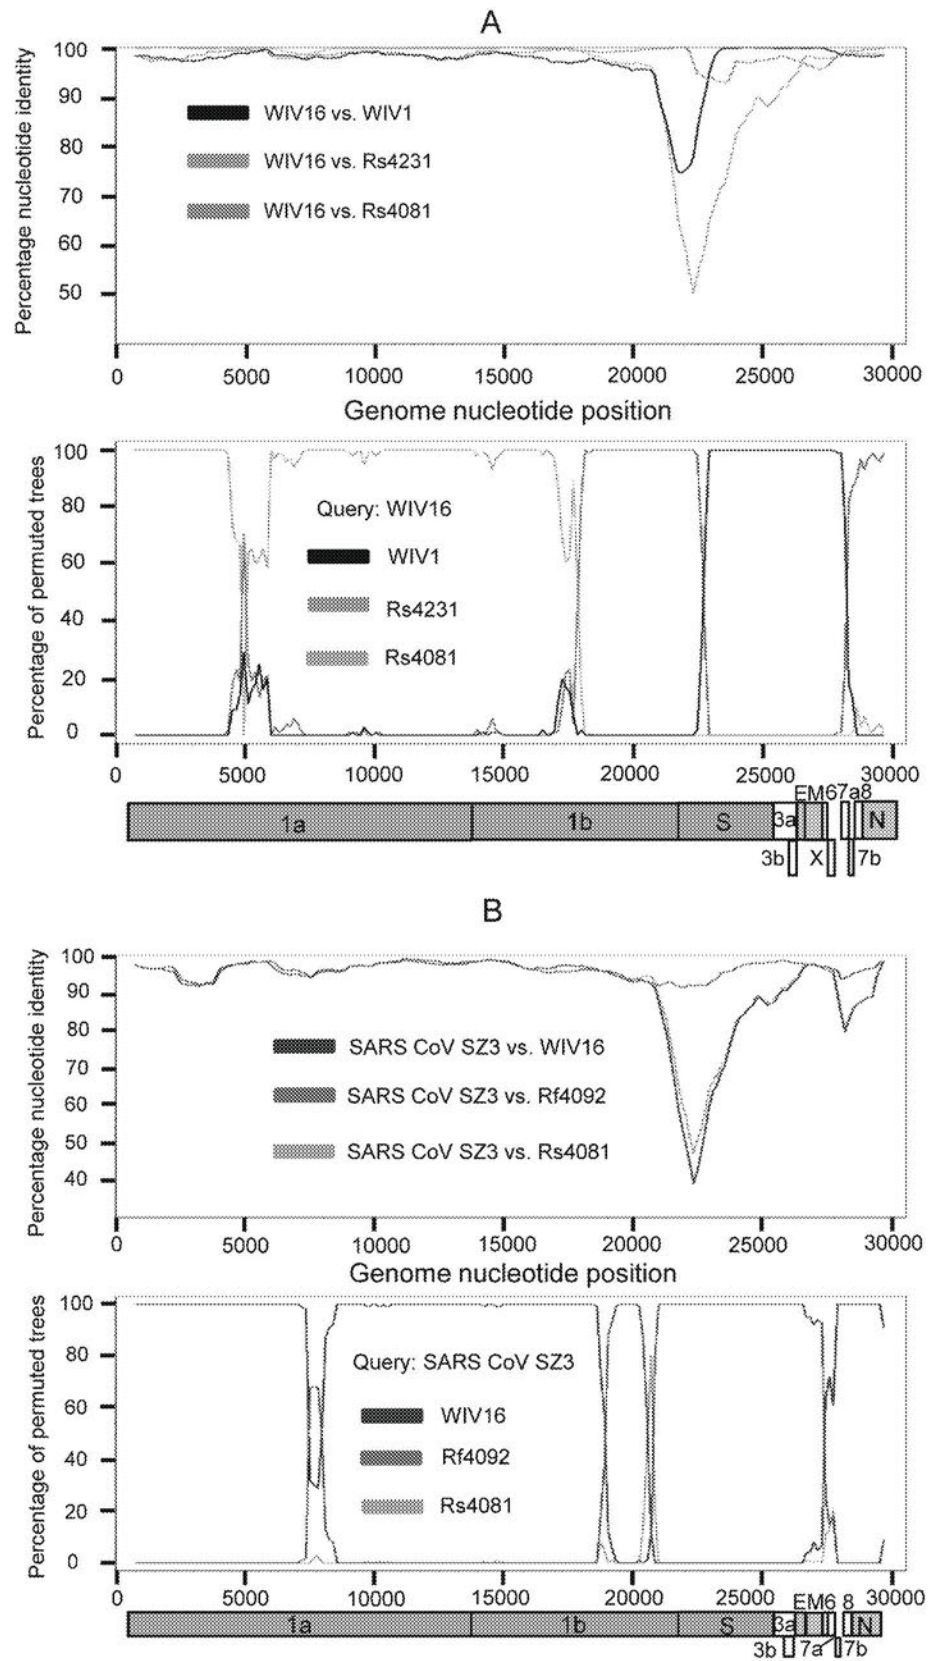 A
Percentage nucleotide identity
100
90
80
70
60
50
WIV16 vs. WIV1
WIV16 vs. Rs4231
WIV16 vs. Rs4081
0 5000 10000 15000 20000 25000 30000
Genome nucleotide position
Percentage of permuted trees
100
80
60
40
20
0
Query: WIV16
WIV1
Rs4231
Rs4081
0 5000 10000 15000 20000 25000 30000
EM67a8
1a 1b S 3a N
3b X 7b
B
Percentage nucleotide identity
100
90
80
70
60
50
40
SARS CoV SZ3 vs. WIV16
SARS CoV SZ3 vs. Rf4092
SARS CoV SZ3 vs. Rs4081
0 5000 10000 15000 20000 25000 30000
Genome nucleotide position
Percentage of permuted trees
100
80
60
40
20
0
Query: SARS CoV SZ3
WIV16
Rf4092
Rs4081
0 5000 10000 15000 20000 25000 30000
EM6 8
1a 1b S 3a N
3b 7a 7b